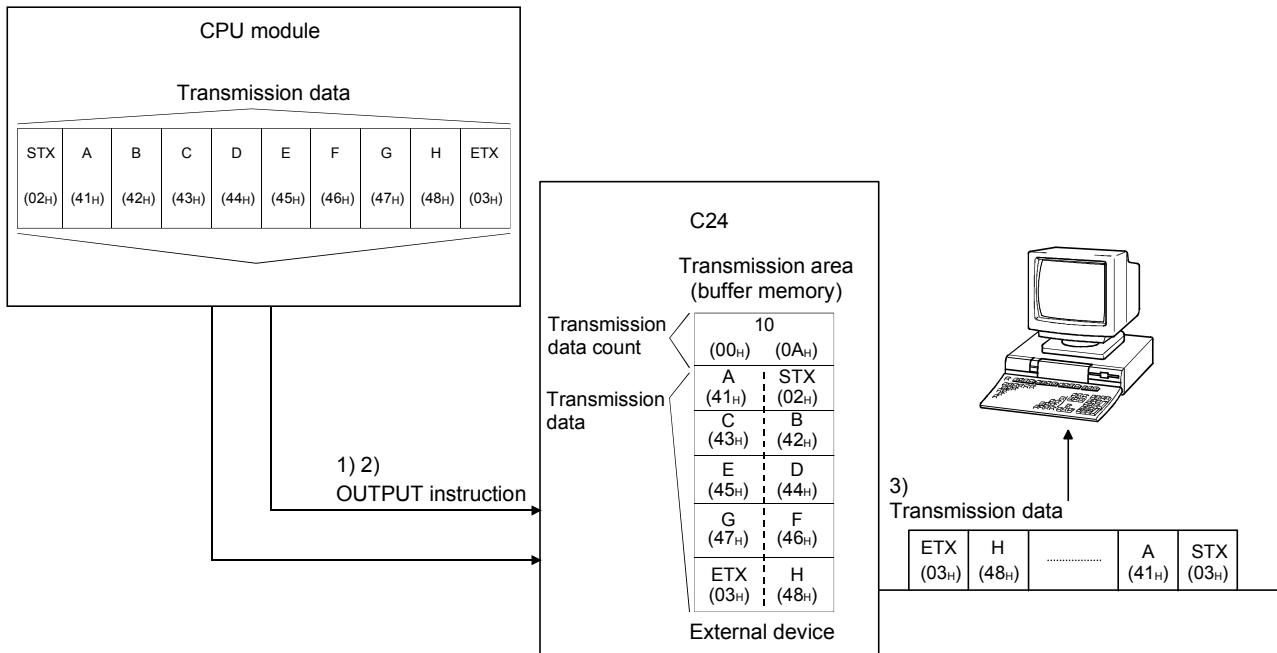 CPU module
Transmission data
STX A B C D E F G H ETX
(02H) (41H) (42H) (43H) (44H) (45H) (46H) (47H) (48H) (03H)
C24
Transmission area
(buffer memory)
Transmission
data count
10
(00H) (0AH)
Transmission
data
A STX
(41H) (02H)
C B
(43H) (42H)
E D
(45H) (44H)
G F
(47H) (46H)
ETX H
(03H) (48H)
External device
1) 2)
OUTPUT instruction
3)
Transmission data
ETX H .................. A STX
(03H) (48H) (41H) (03H)